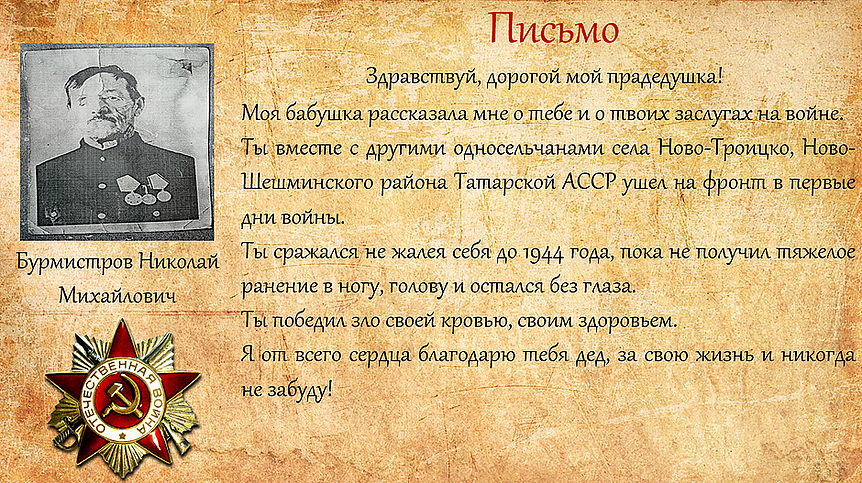 Письмо
Здравствуй, дорогой мой прадедушка!
Моя бабушка рассказала мне о тебе и о твоих заслугах на войне.
Ты вместе с другими односельчанами села Ново-Троицко, Ново-
Шешминского района Татарской АССР ушел на фронт в первые
дни войны.
Ты сражался не жалея себя до 1944 года, пока не получил тяжелое
ранение в ногу, голову и остался без глаза.
Ты победил зло своей кровью, своим здоровьем.
Я от всего сердца благодарю тебя дед, за свою жизнь и никогда
не забуду!
Бурмистров Николай
Михайлович
ОТЕЧЕСТВЕННАЯ ВОЙНА